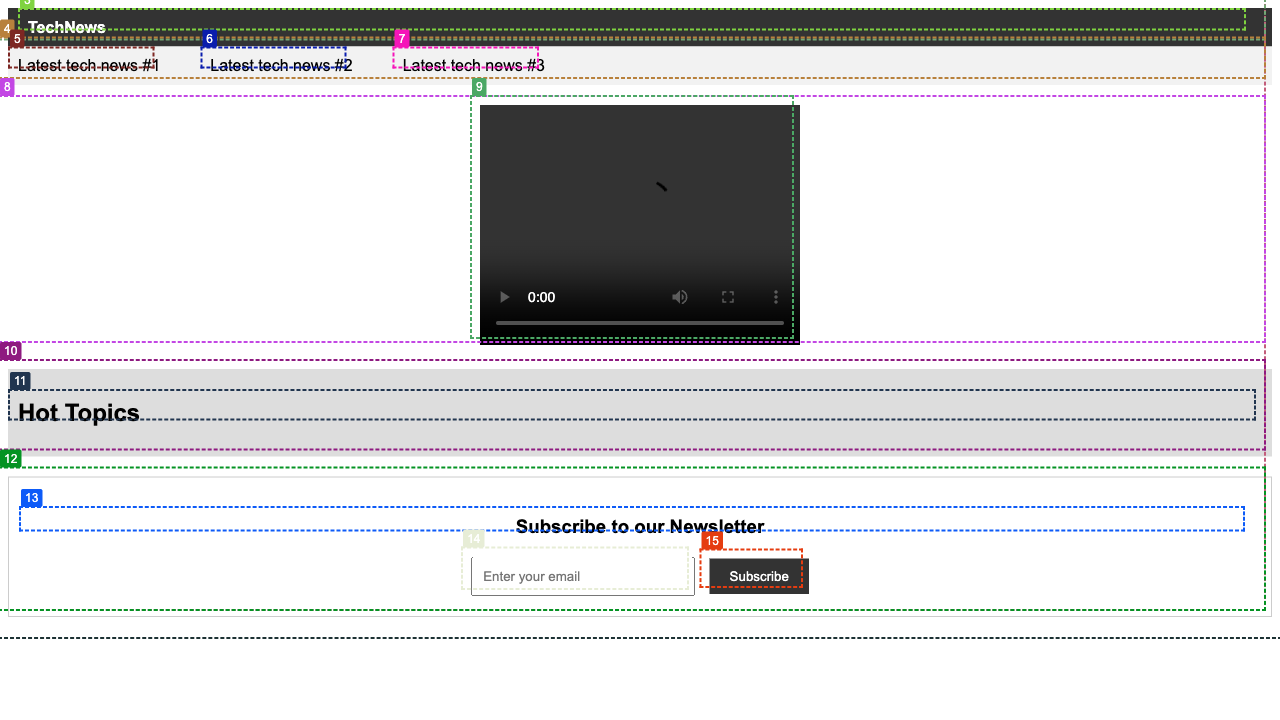 3
TechNews
4
5
6
7
Latest tech news #1
Latest tech news #2
Latest tech news #3
8
9
0:00
10
11
Hot Topics
12
13
Subscribe to our Newsletter
14
15
Enter your email
Subscribe